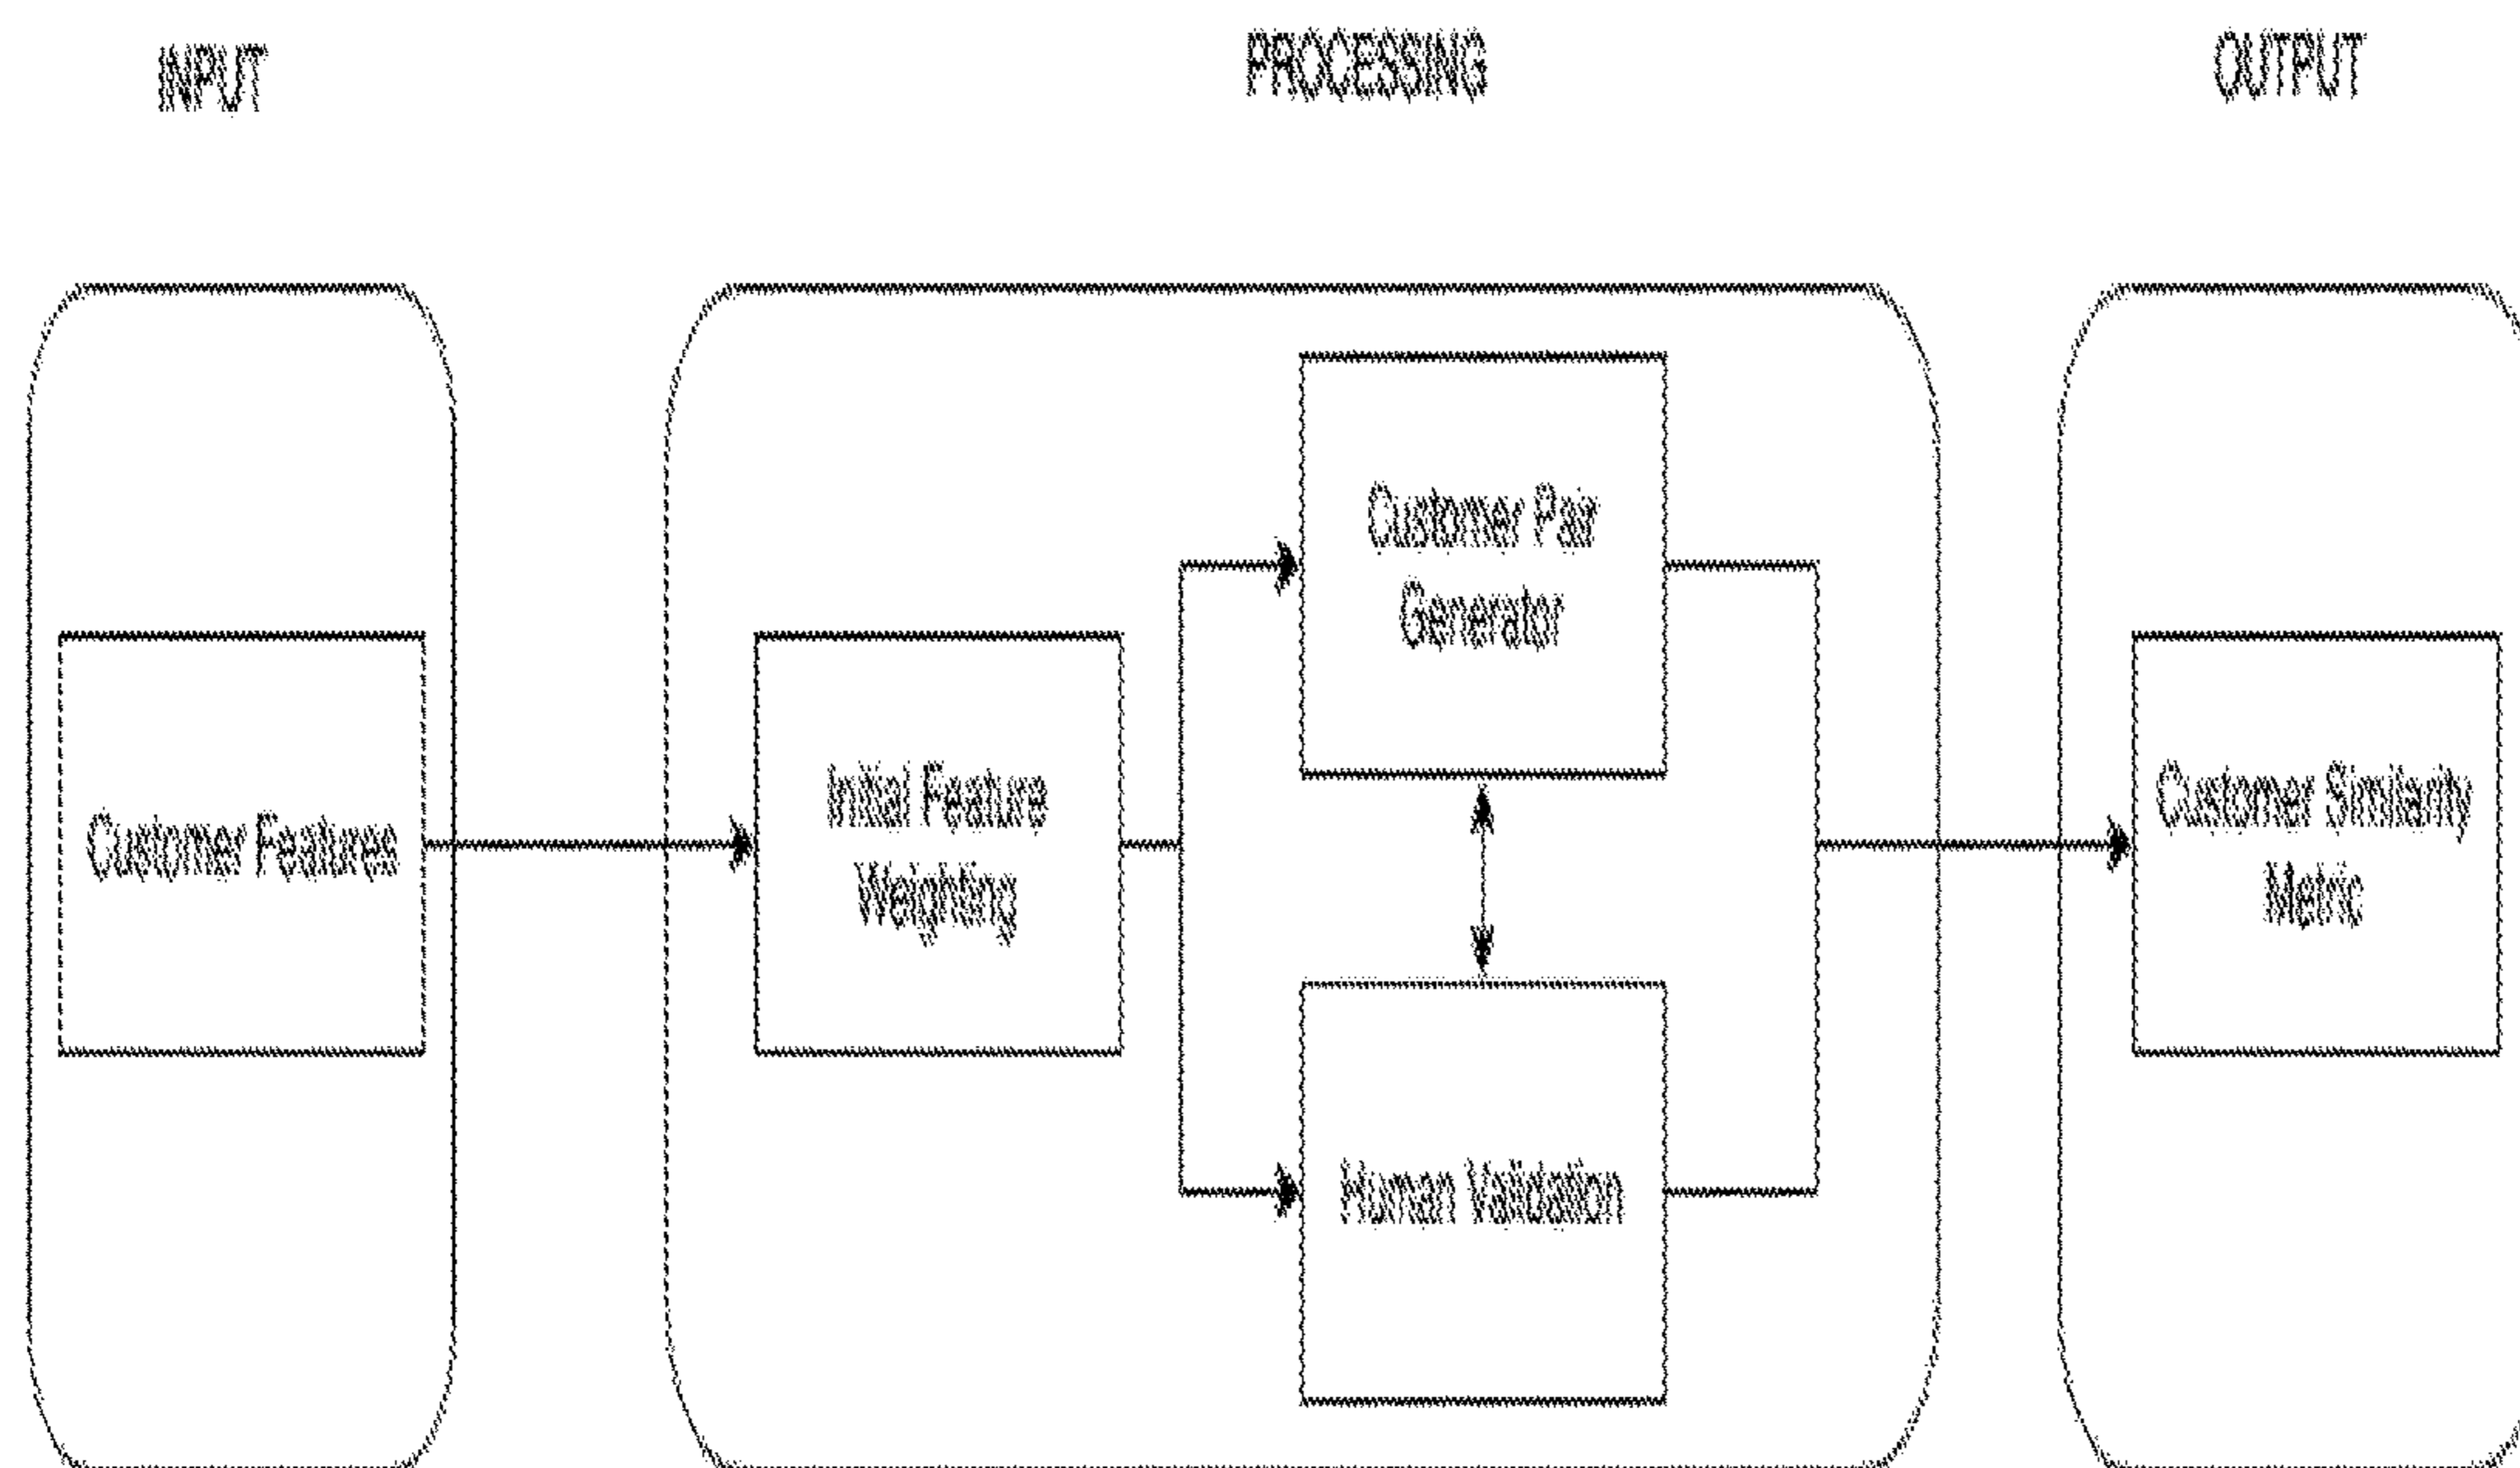 INPUT
PROCESSING
OUTPUT
Customer Features
Initial Feature
Weighting
Customer Pair
Generator
Human Validation
Customer Similarity
Metric